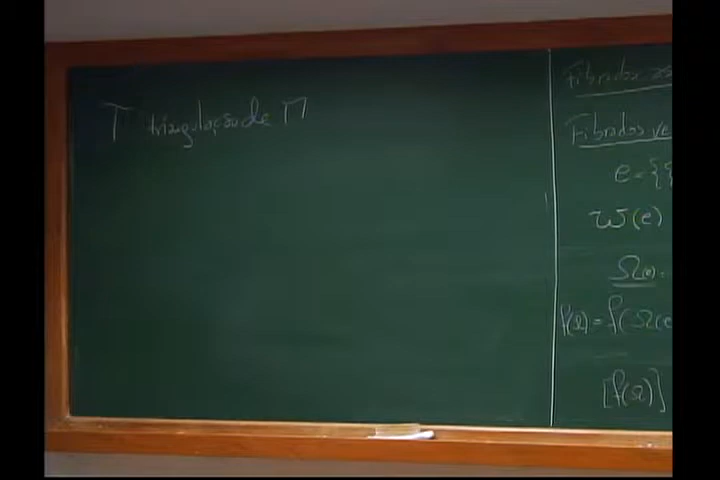 T triangulação de M
Fibrados
Fibrados ve
e = {ξ
ω(e)
Ω(e)
f(Ω) = f(Ω(e
[f(Ω)]